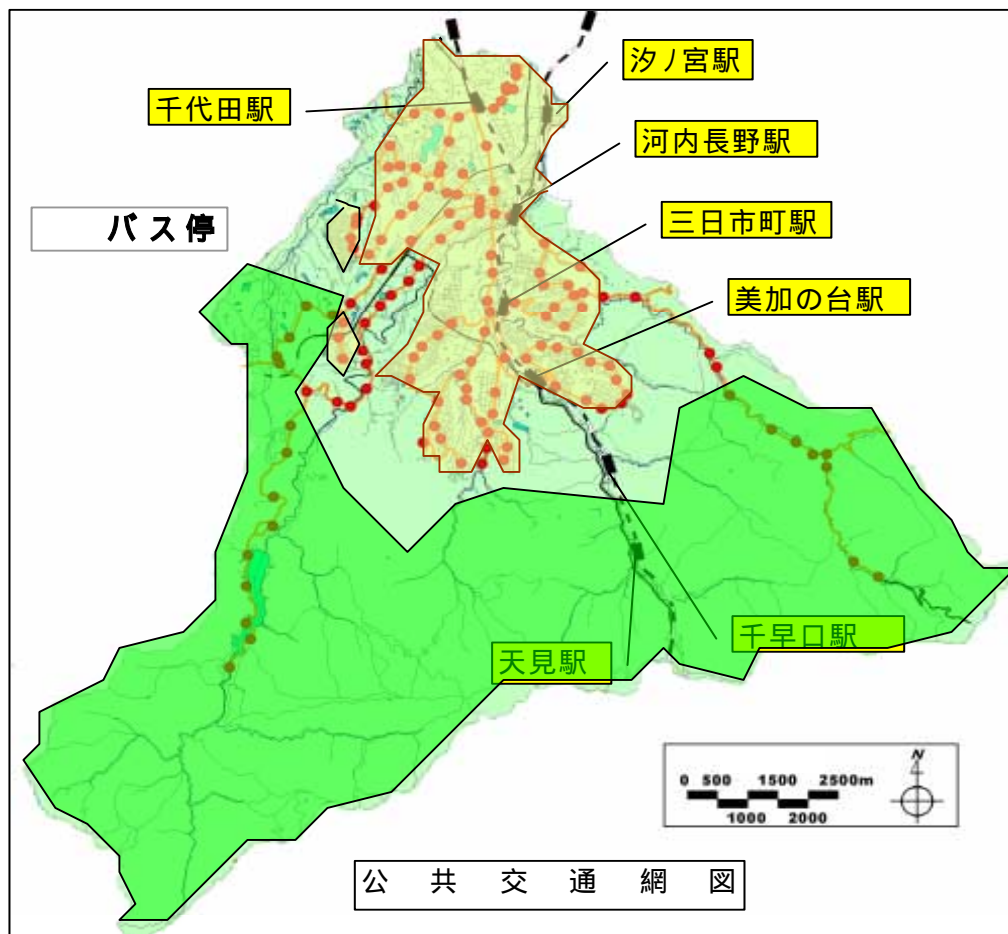 汐ノ宮駅
千代田駅
河内長野駅
バス停
三日市町駅
美加の台駅
千早口駅
天見駅
N
0 500 1500 2500m
1000 2000
公共交通網図